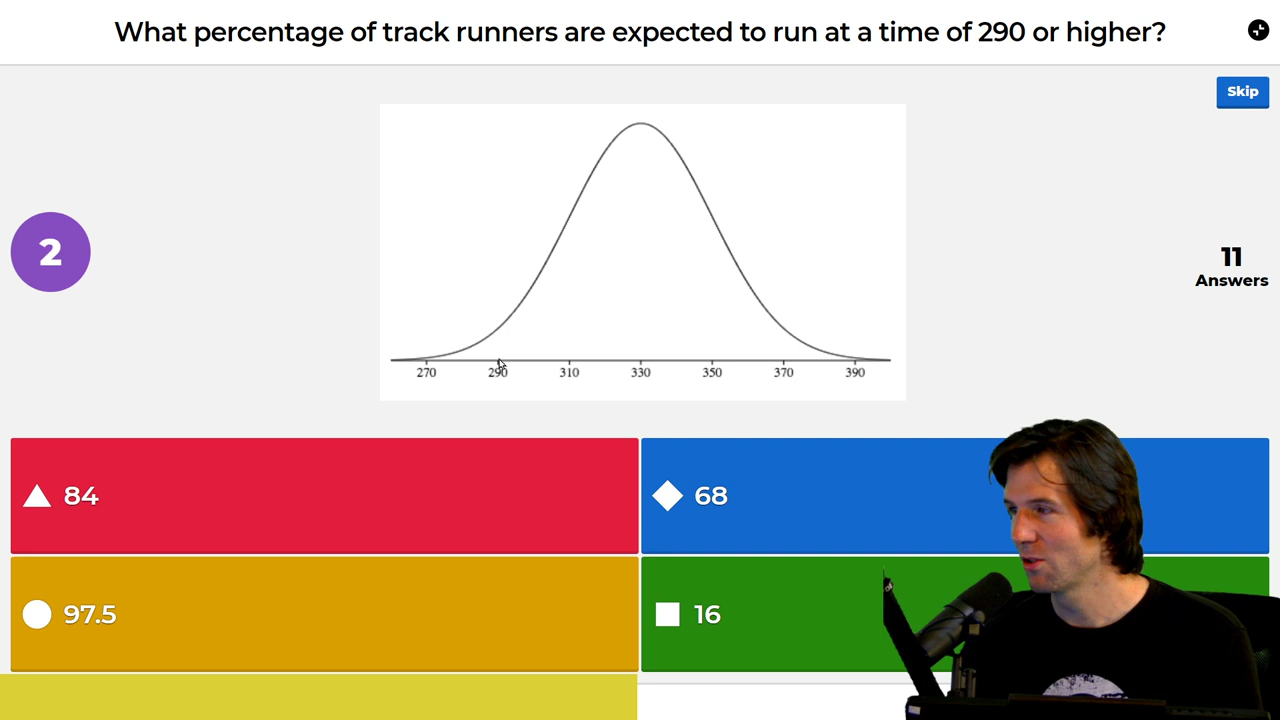 What percentage of track runners are expected to run at a time of 290 or higher?
Skip
2
11
Answers
270 290 310 330 350 370 390
84
68
97.5
16